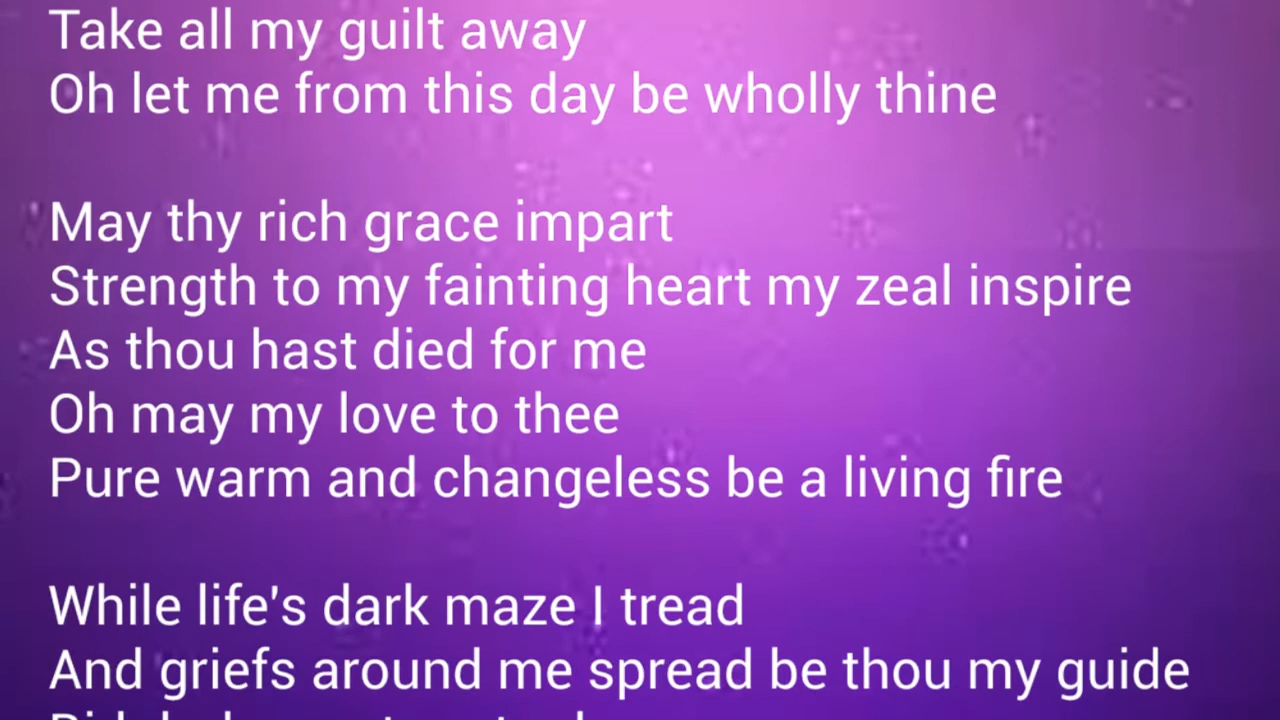 Take all my guilt away
Oh let me from this day be wholly thine
May thy rich grace impart
Strength to my fainting heart my zeal inspire
As thou hast died for me
Oh may my love to thee
Pure warm and changeless be a living fire
While life's dark maze I tread
And griefs around me spread be thou my guide